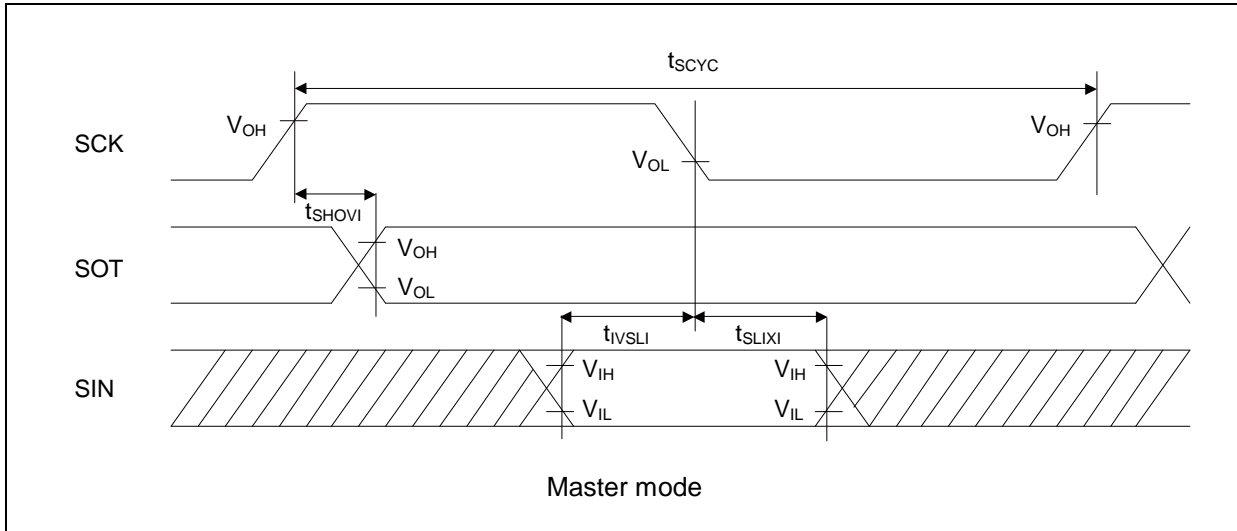 tSCYC
SCK
VOH
VOL
VOH
tSHOVI
SOT
VOH
VOL
tIVSLI
tSLIXI
SIN
VIH
VIH
VIL
VIL
Master mode